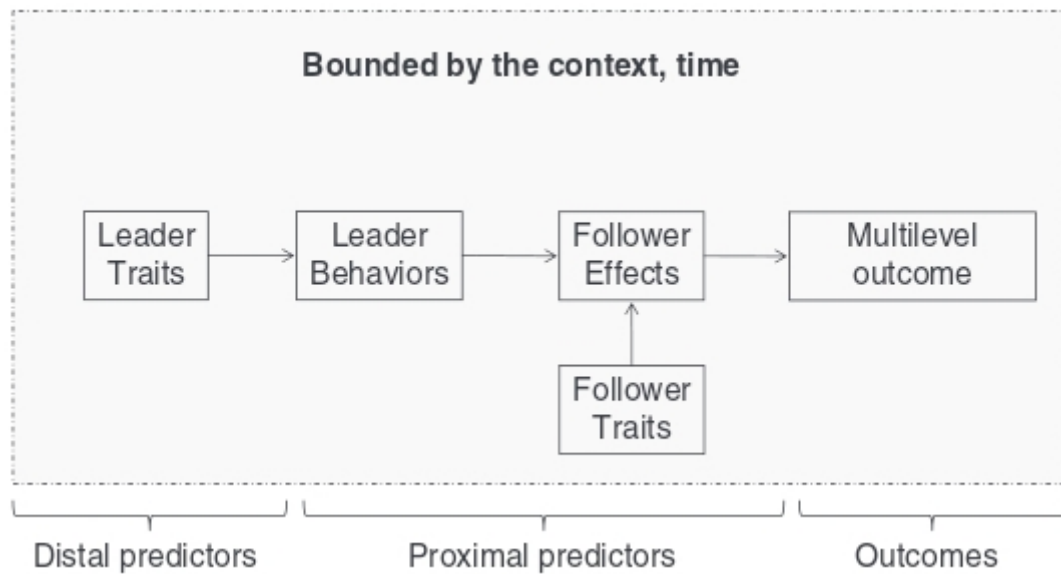 Bounded by the context, time
Leader
Traits
Leader
Behaviors
Follower
Effects
Multilevel
outcome
Follower
Traits
Distal predictors
Proximal predictors
Outcomes